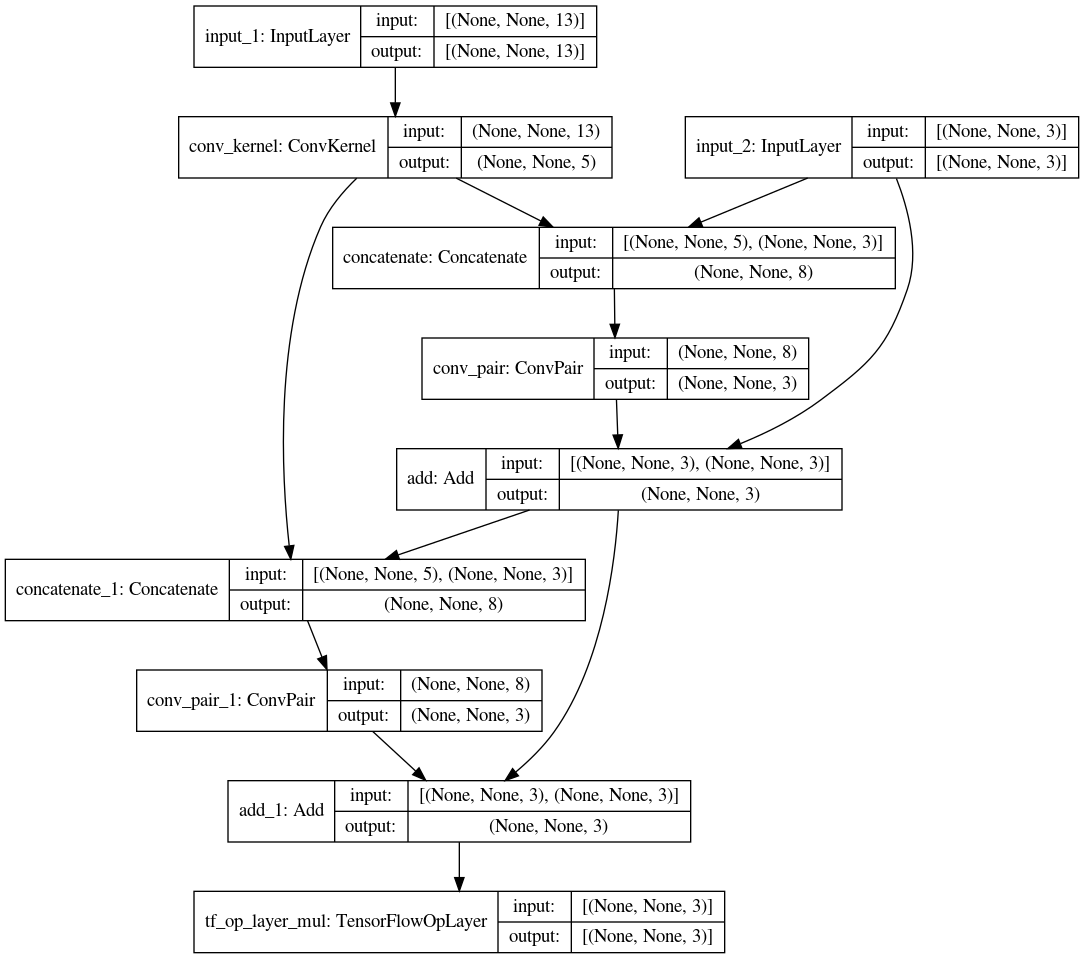 input_1: InputLayer
input:
[(None, None, 13)]
output:
[(None, None, 13)]
conv_kernel: ConvKernel
input:
(None, None, 13)
output:
(None, None, 5)
input_2: InputLayer
input:
[(None, None, 3)]
output:
[(None, None, 3)]
concatenate: Concatenate
input:
[(None, None, 5), (None, None, 3)]
output:
(None, None, 8)
conv_pair: ConvPair
input:
(None, None, 8)
output:
(None, None, 3)
add: Add
input:
[(None, None, 3), (None, None, 3)]
output:
(None, None, 3)
concatenate_1: Concatenate
input:
[(None, None, 5), (None, None, 3)]
output:
(None, None, 8)
conv_pair_1: ConvPair
input:
(None, None, 8)
output:
(None, None, 3)
add_1: Add
input:
[(None, None, 3), (None, None, 3)]
output:
(None, None, 3)
tf_op_layer_mul: TensorFlowOpLayer
input:
[(None, None, 3)]
output:
[(None, None, 3)]